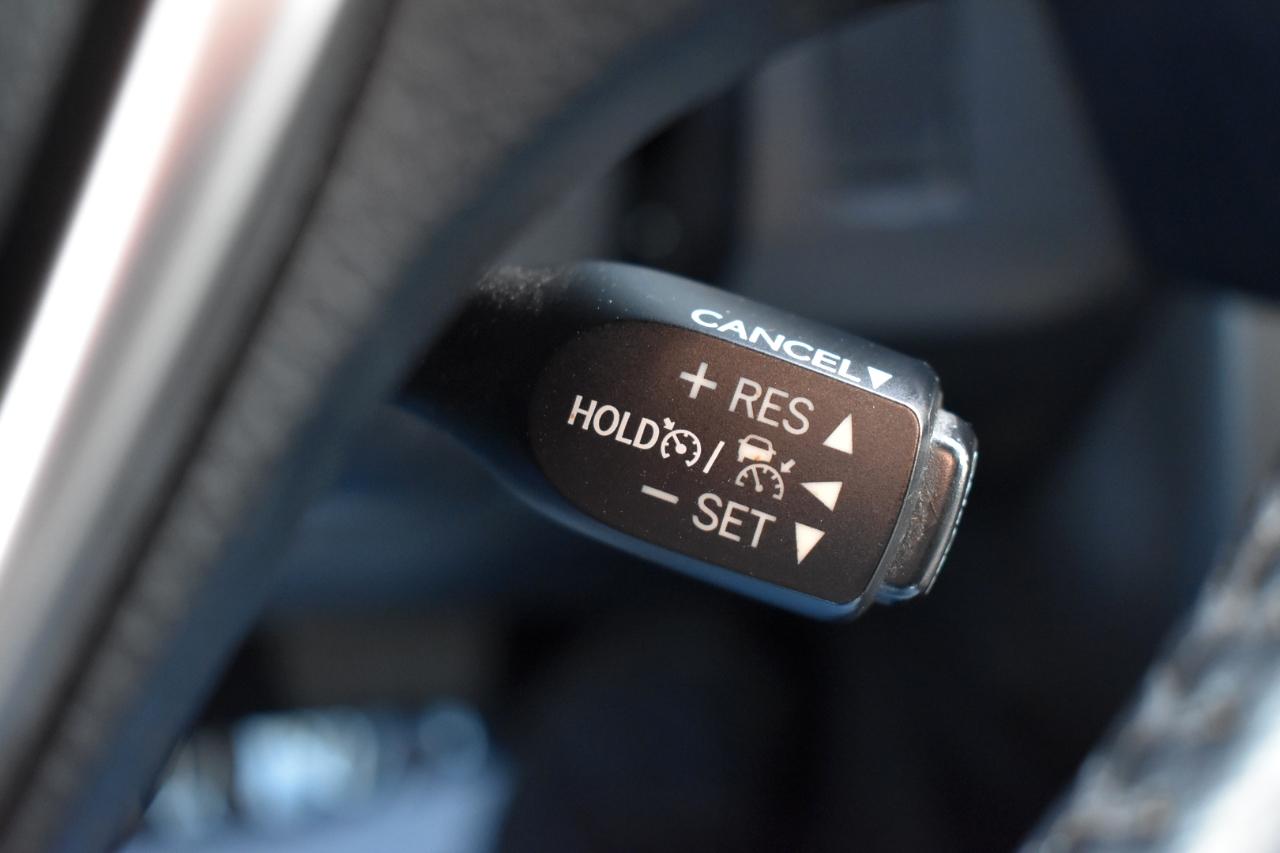 CANCEL▼
+ RES ▲
HOLD / ◀
− SET ▼